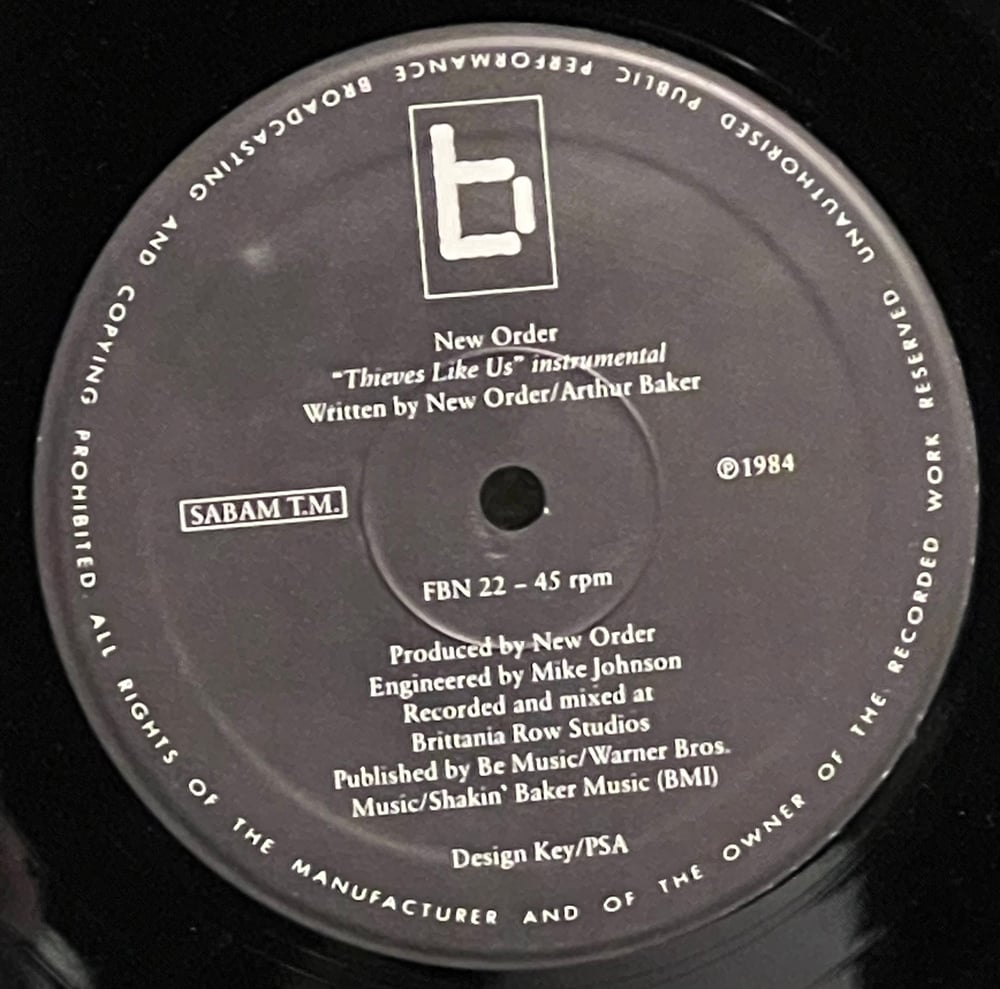 b
New Order
"Thieves Like Us" instrumental
Written by New Order/Arthur Baker
℗1984
SABAM T.M.
FBN 22 – 45 rpm
Produced by New Order
Engineered by Mike Johnson
Recorded and mixed at
Brittania Row Studios
Published by Be Music/Warner Bros.
Music/Shakin' Baker Music (BMI)
Design Key/PSA
ALL RIGHTS OF THE MANUFACTURER AND OF THE OWNER OF THE RECORDED WORK RESERVED UNAUTHORISED PUBLIC PERFORMANCE BROADCASTING AND COPYING PROHIBITED